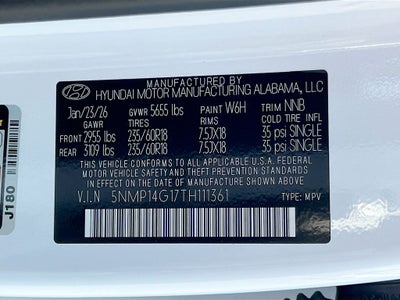 HYUNDAI MOTOR MANUFACTURING ALABAMA, LLC
Jan/23/26 GVWR 5655 lbs PAINT W6H TRIM NNB
GAWR TIRES RIMS COLD TIRE INFLATION
FRONT 2955 lbs 235/60R18 7.5JX18 35 psi SINGLE
REAR 3109 lbs 235/60R18 7.5JX18 35 psi SINGLE
THIS VEHICLE CONFORMS TO ALL APPLICABLE U.S.A. FEDERAL
MOTOR VEHICLE SAFETY AND THEFT PREVENTION STANDARDS
IN EFFECT ON THE DATE OF MANUFACTURE SHOWN ABOVE.
V.I.N 5NMP14G17TH111361 TYPE: MPV
J180